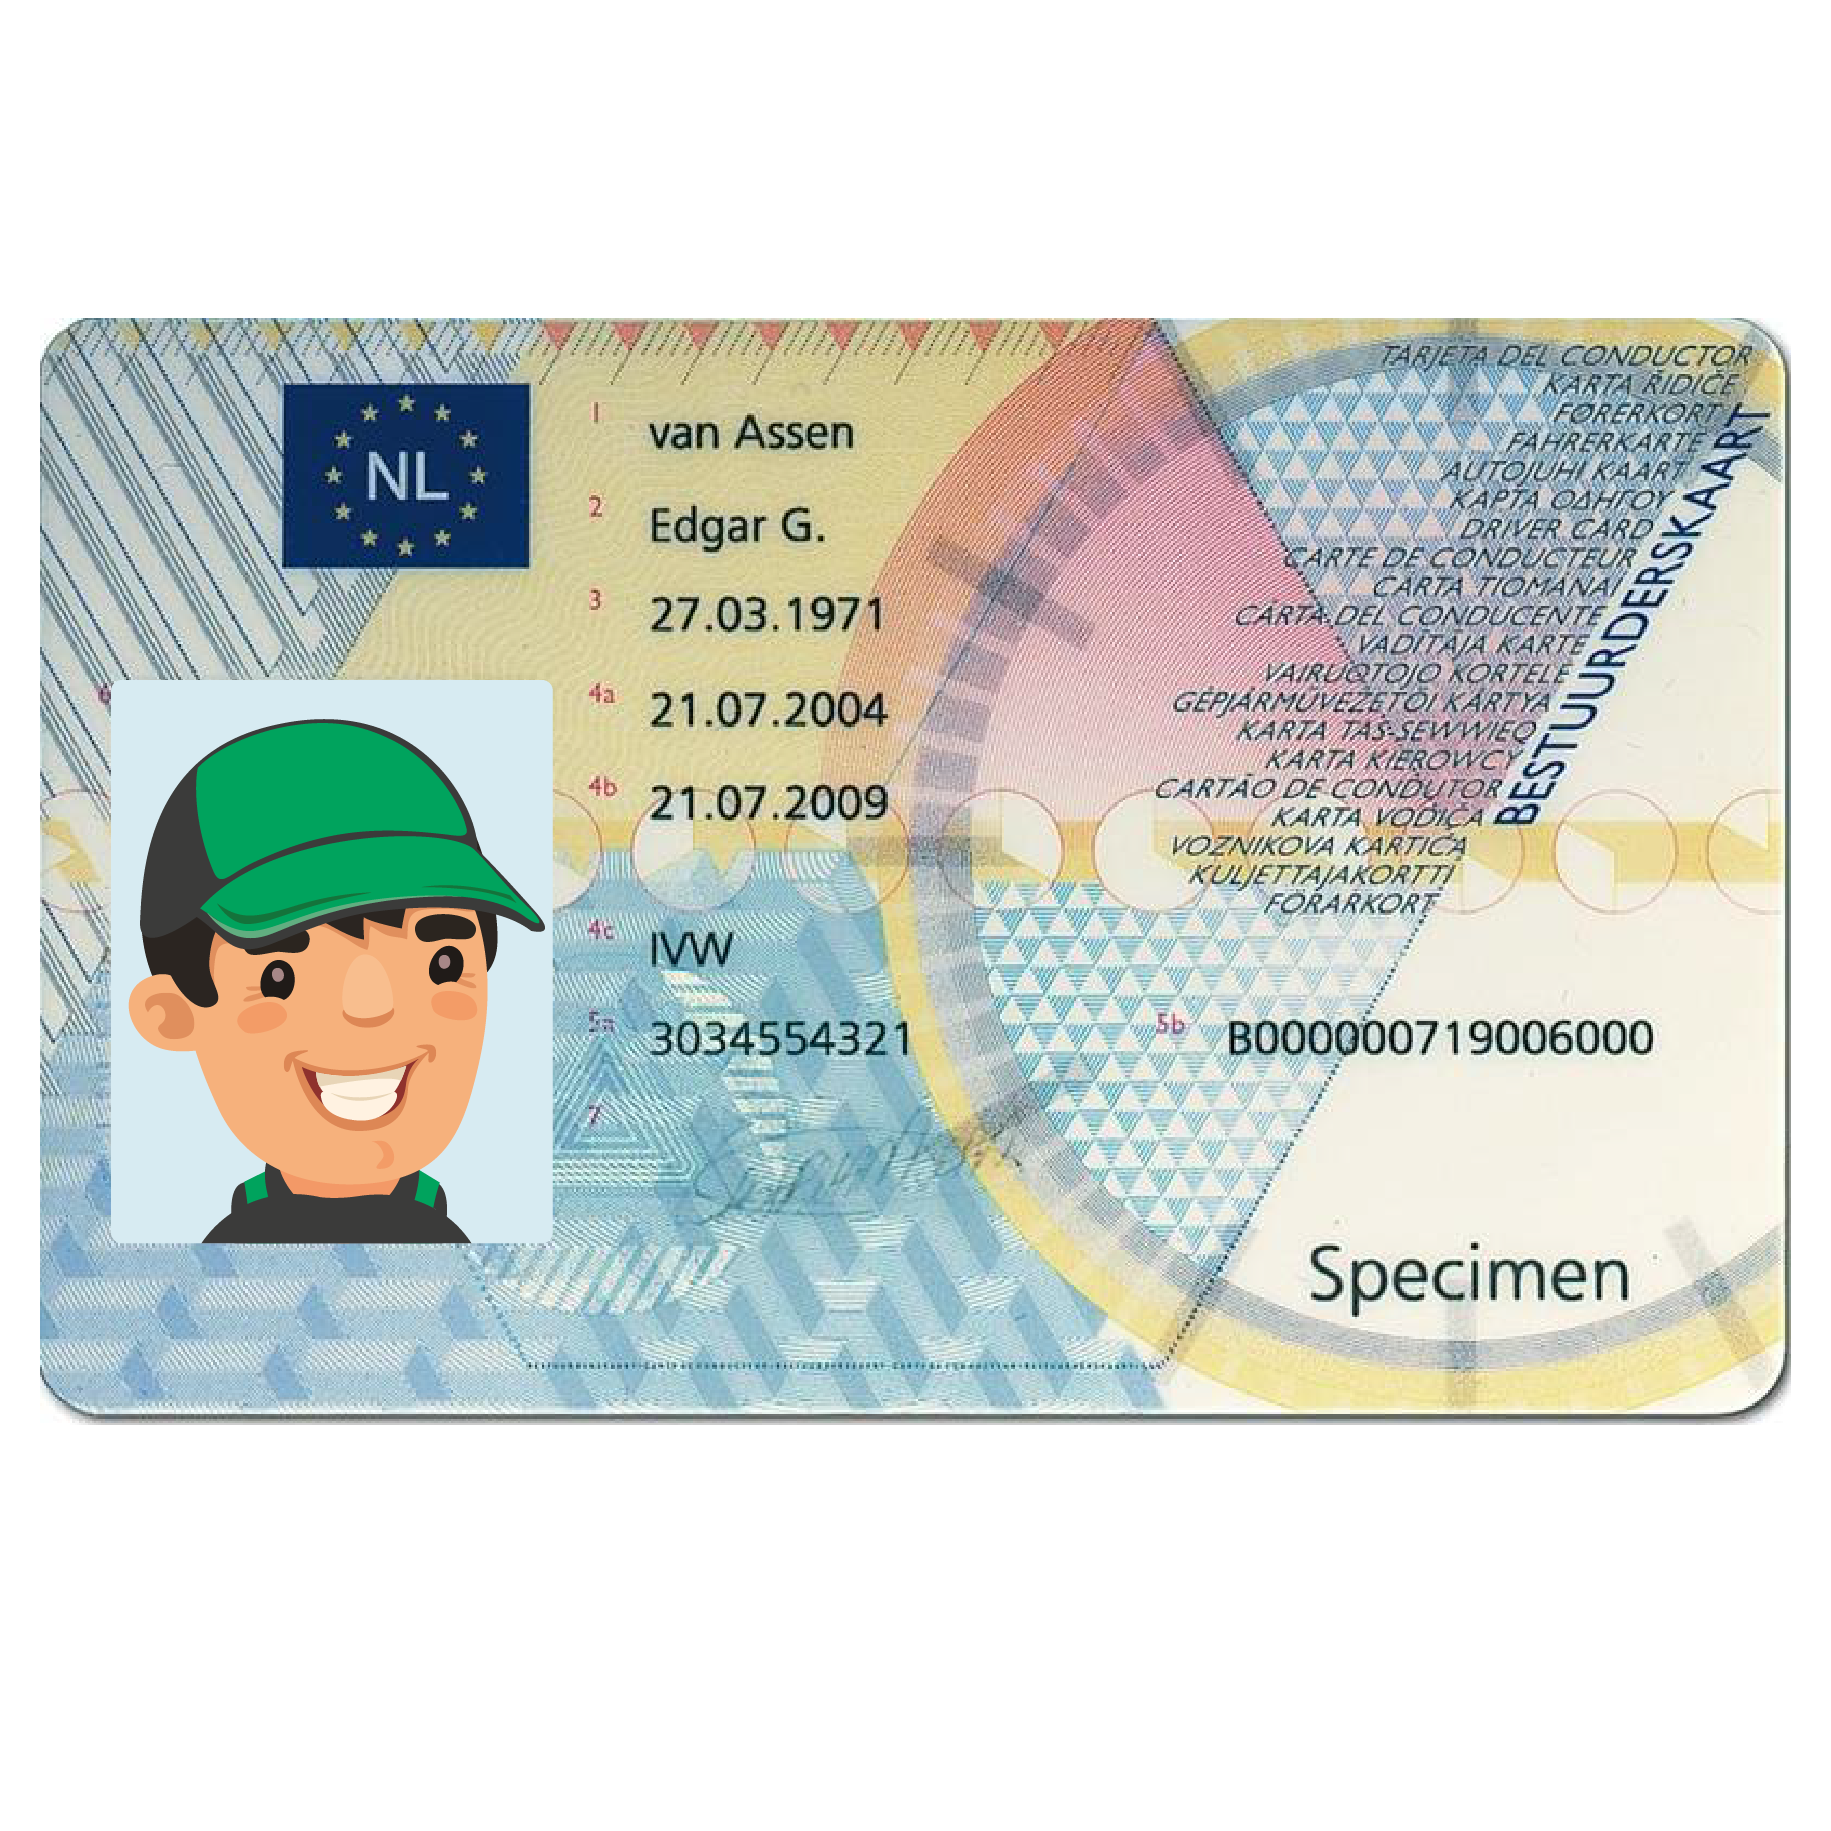 NL
1 van Assen
2 Edgar G.
3 27.03.1971
4a 21.07.2004
4b 21.07.2009
4c IVW
5a 3034554321
5b B000000719006000
6
7
TARJETA DEL CONDUCTOR
KARTA ŘIDIČE
FØRERKORT
FAHRERKARTE
AUTOJUHI KAART
ΚΑΡΤΑ ΟΔΗΓΟΥ
DRIVER CARD
CARTE DE CONDUCTEUR
CÁRTA TIOMÁNA
CARTA DEL CONDUCENTE
VADĪTĀJA KARTE
VAIRUOTOJO KORTELĖ
GÉPJÁRMŰVEZETŐI KÁRTYA
KARTA TAS-SEWWIEQ
KARTA KIEROWCY
CARTÃO DE CONDUTOR
KARTA VODIČA
VOZNIKOVA KARTICA
KULJETTAJAKORTTI
FÖRARKORT
BESTUURDERSKAART
Specimen